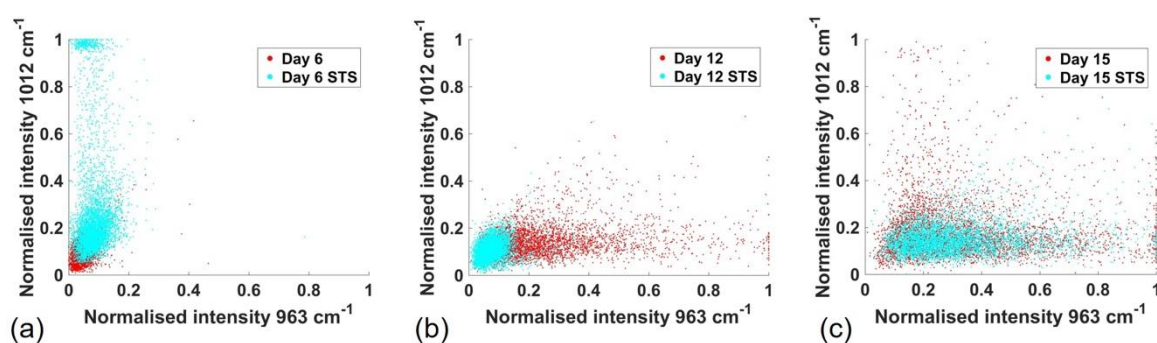 Normalised intensity 1012 cm⁻¹
1
0.8
0.6
0.4
0.2
0
0 0.2 0.4 0.6 0.8 1
Day 6
Day 6 STS
Normalised intensity 963 cm⁻¹
(a)
Normalised intensity 1012 cm⁻¹
1
0.8
0.6
0.4
0.2
0
0 0.2 0.4 0.6 0.8 1
Day 12
Day 12 STS
Normalised intensity 963 cm⁻¹
(b)
Normalised intensity 1012 cm⁻¹
1
0.8
0.6
0.4
0.2
0
0 0.2 0.4 0.6 0.8 1
Day 15
Day 15 STS
Normalised intensity 963 cm⁻¹
(c)